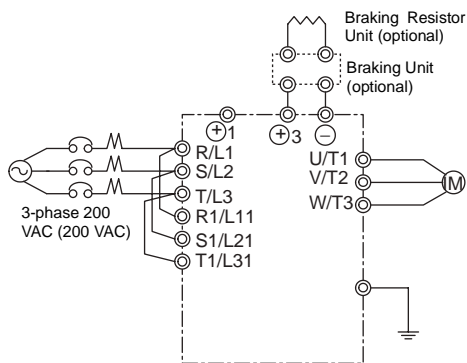 Braking Resistor
Unit (optional)
Braking Unit
(optional)
+1
+3
−
R/L1
S/L2
T/L3
R1/L11
S1/L21
T1/L31
3-phase 200
VAC (200 VAC)
U/T1
V/T2
W/T3
M